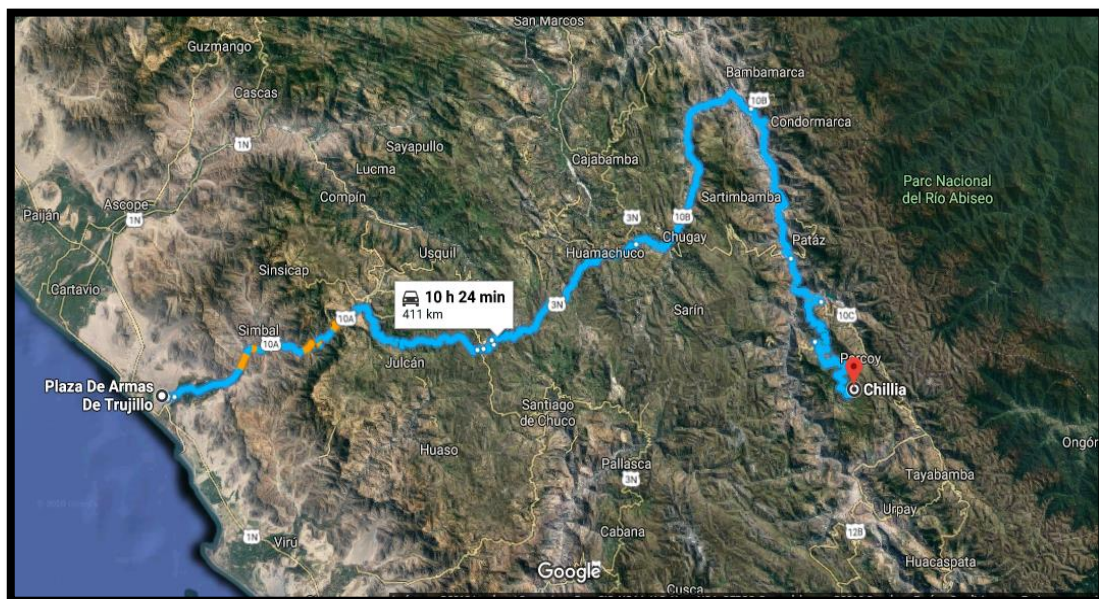 San Marcos
Guzmango
Bambamarca
Cascas
10B
Condormarca
1N
Sayapullo
Cajabamba
Lucma
Parc Nacional
del Río Abiseo
Compín
Sartimbamba
Ascope
Paiján
1N
3N
10B
Chugay
Usquil
Huamachuco
Pataz
Sinsicap
Cartavio
10 h 24 min
411 km
3N
Sarín
10C
10A
Simbal
10A
Julcán
Parcoy
Plaza De Armas
De Trujillo
Chillia
Santiago
de Chuco
Huaso
Ongór
Pallasca
3N
Tayabamba
Urpay
Virú
1N
Cabana
12B
Google
Huacaspata
Cusca